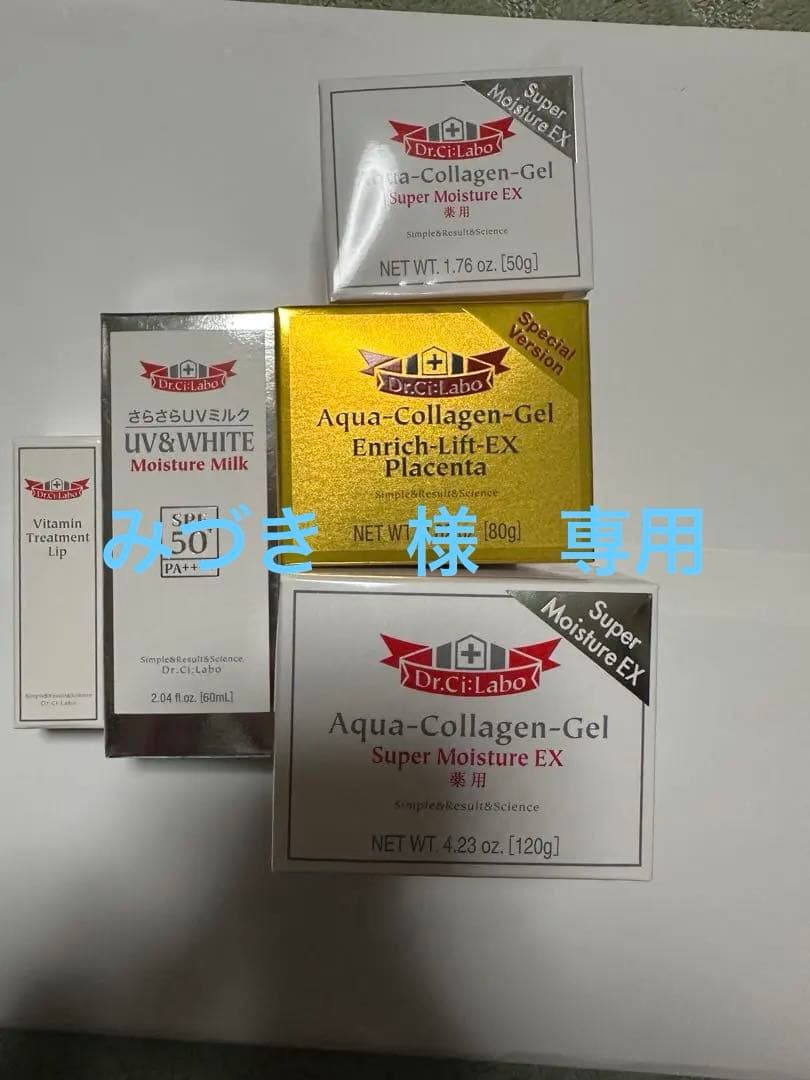 Super
Moisture EX
Dr.Ci:Labo
Aqua-Collagen-Gel
Super Moisture EX
薬用
Simple&Result&Science
NET WT. 1.76 oz. [50g]
Special
Version
Dr.Ci:Labo
Aqua-Collagen-Gel
Enrich-Lift-EX
Placenta
Simple&Result&Science
NET WT. [80g]
Dr.Ci:Labo
さらさらUVミルク
UV&WHITE
Moisture Milk
SPF
50+
PA+++
Simple&Result&Science
Dr.Ci:Labo
2.04 fl.oz. [60mL]
Dr.Ci:Labo
Vitamin
Treatment
Lip
Simple&Result&Science
Dr.Ci:Labo
みづき 様 専用
Super
Moisture EX
Dr.Ci:Labo
Aqua-Collagen-Gel
Super Moisture EX
薬用
Simple&Result&Science
NET WT. 4.23 oz. [120g]